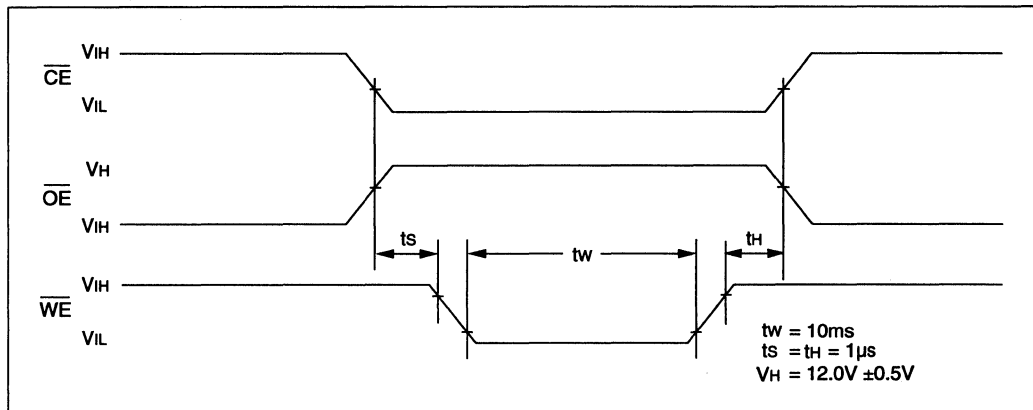 VIH
CE
VIL
VH
OE
VIH
ts tw tH
VIH
WE
VIL
tw = 10ms
ts = tH = 1µs
VH = 12.0V ±0.5V